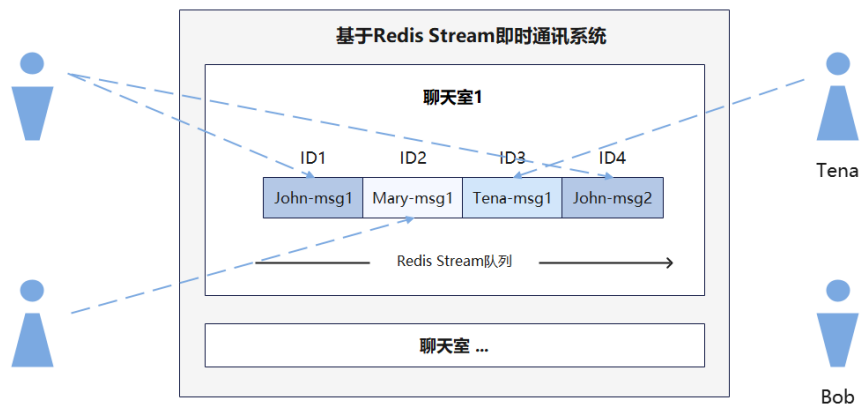 基于Redis Stream即时通讯系统
聊天室1
ID1 ID2 ID3 ID4
John-msg1 Mary-msg1 Tena-msg1 John-msg2
Redis Stream队列
聊天室 ...
Tena
Bob